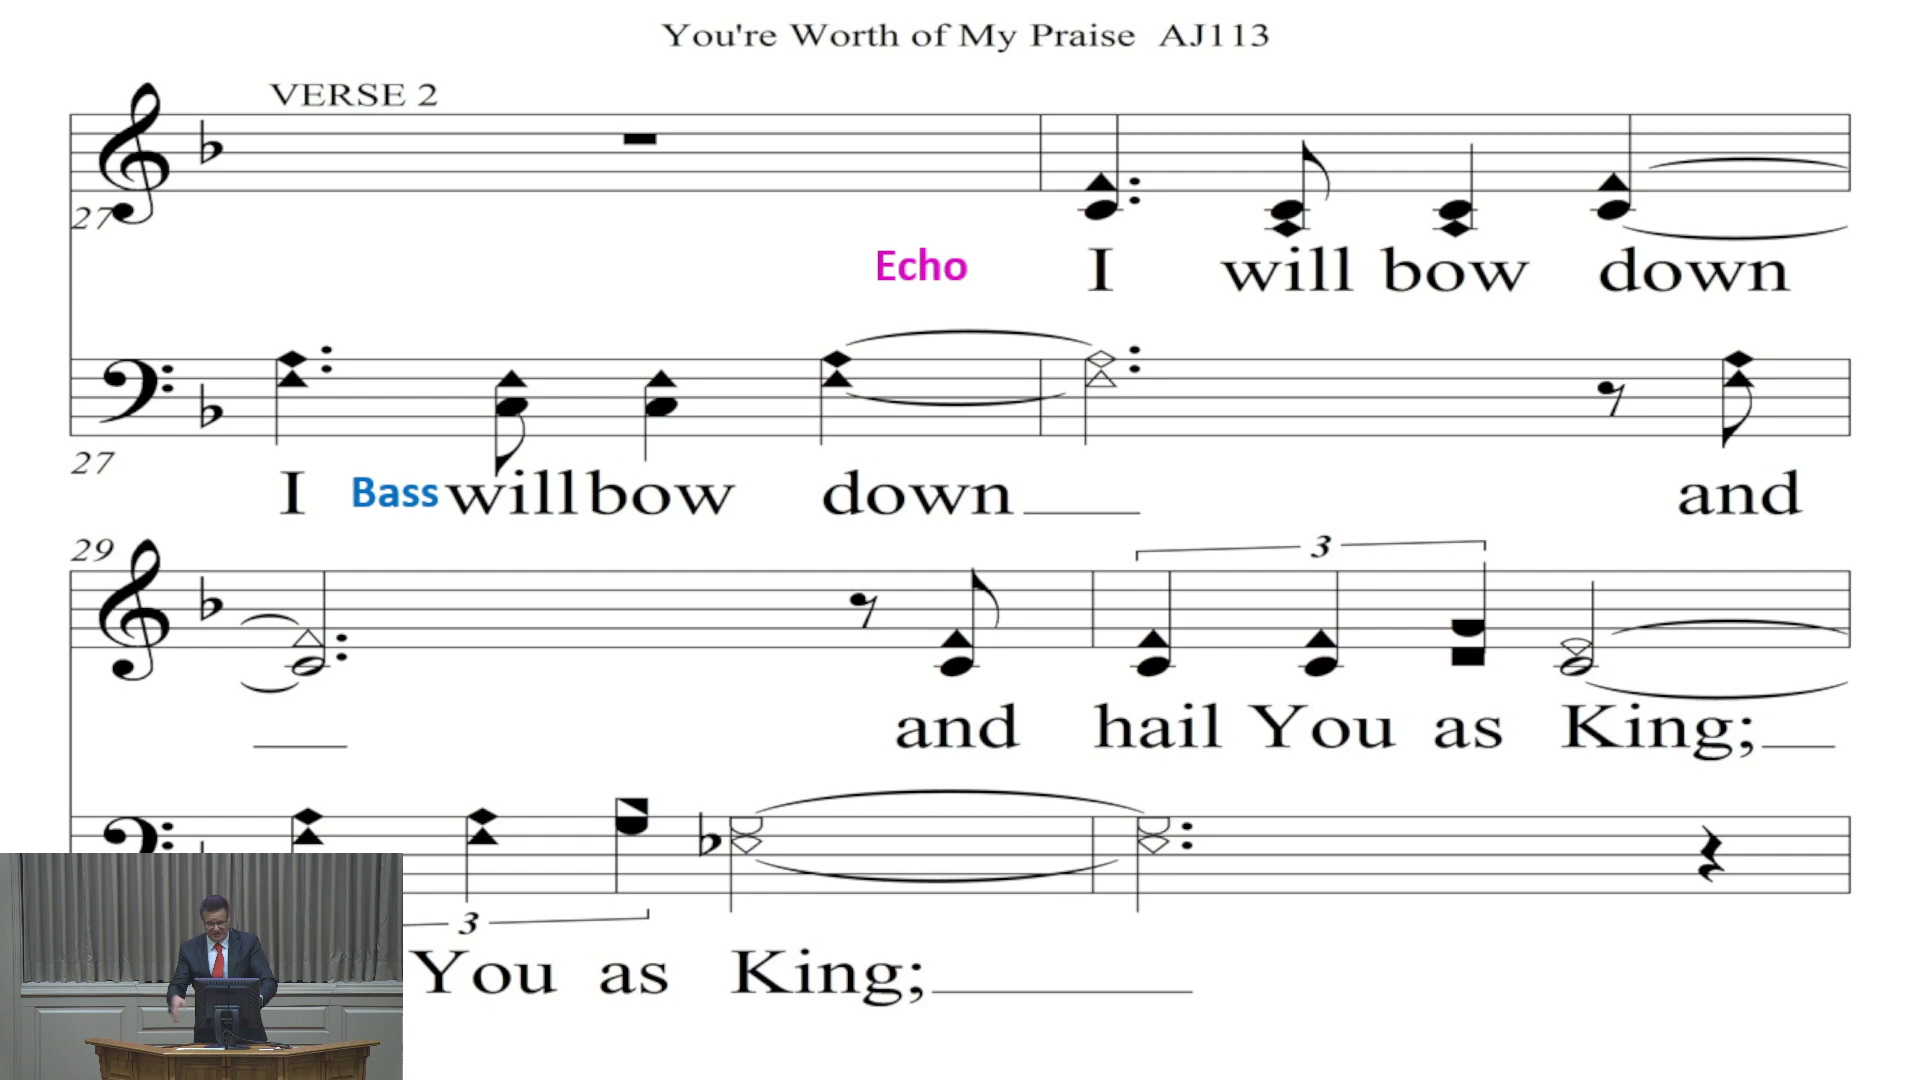 You're Worth of My Praise AJ113
VERSE 2
27
Echo I will bow down
27
I Bass will bow down and
29
3
and hail You as King;
3
You as King;